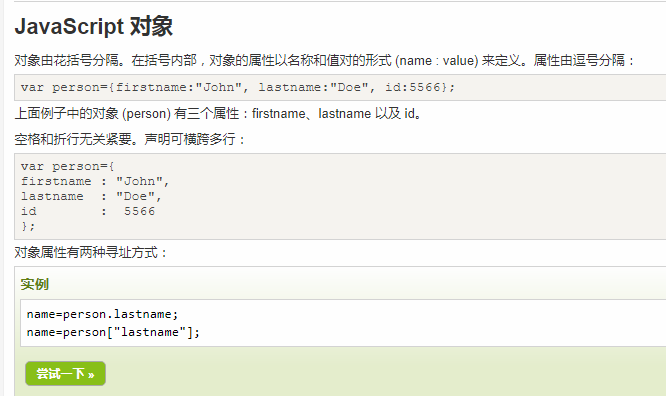 JavaScript 对象
对象由花括号分隔。在括号内部，对象的属性以名称和值对的形式 (name : value) 来定义。属性由逗号分隔：
var person={firstname:"John", lastname:"Doe", id:5566};
上面例子中的对象 (person) 有三个属性：firstname、lastname 以及 id。
空格和折行无关紧要。声明可横跨多行：
var person={
firstname : "John",
lastname  : "Doe",
id        :  5566
};
对象属性有两种寻址方式：
实例
name=person.lastname;
name=person["lastname"];
尝试一下 »